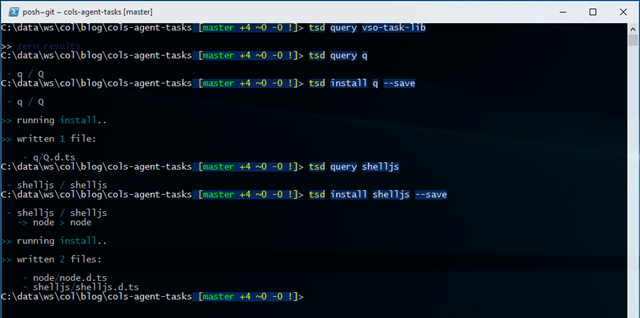 posh~git ~ cols-agent-tasks [master]
C:\data\ws\col\blog\cols-agent-tasks [master +4 ~0 -0 !]> tsd query vso-task-lib
>> zero results
C:\data\ws\col\blog\cols-agent-tasks [master +4 ~0 -0 !]> tsd query q
- q / Q
C:\data\ws\col\blog\cols-agent-tasks [master +4 ~0 -0 !]> tsd install q --save
- q / Q
>> running install..
>> written 1 file:
- q/Q.d.ts
C:\data\ws\col\blog\cols-agent-tasks [master +4 ~0 -0 !]> tsd query shelljs
- shelljs / shelljs
C:\data\ws\col\blog\cols-agent-tasks [master +4 ~0 -0 !]> tsd install shelljs --save
- shelljs / shelljs
-> node > node
>> running install..
>> written 2 files:
- node/node.d.ts
- shelljs/shelljs.d.ts
C:\data\ws\col\blog\cols-agent-tasks [master +4 ~0 -0 !]>